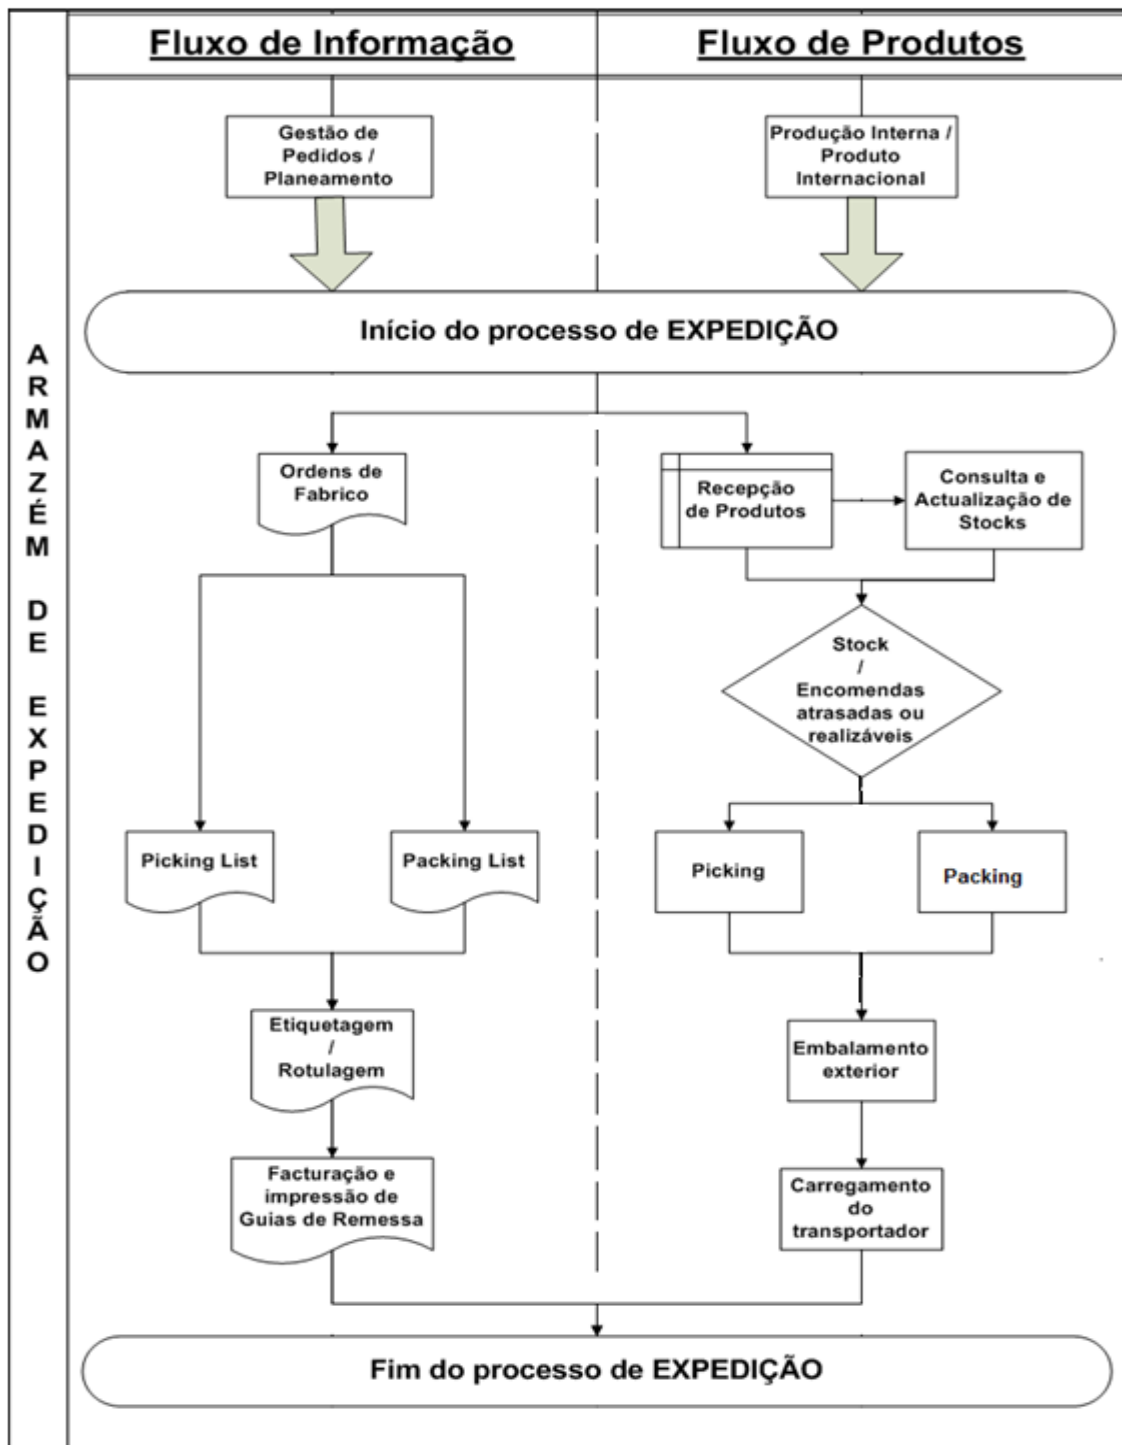 Fluxo de Informação
Fluxo de Produtos
Gestão de
Pedidos /
Planeamento
Produção Interna /
Produto
Internacional
Início do processo de EXPEDIÇÃO
ARMAZÉM DE EXPEDIÇÃO
Ordens de
Fabrico
Recepção
de Produtos
Consulta e
Actualização de
Stocks
Stock
/
Encomendas
atrasadas ou
realizáveis
Picking List
Packing List
Picking
Packing
Etiquetagem
/
Rotulagem
Embalamento
exterior
Facturação e
impressão de
Guias de Remessa
Carregamento
do
transportador
Fim do processo de EXPEDIÇÃO